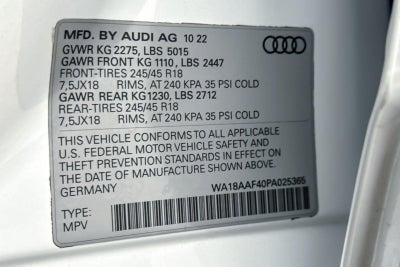 MFD. BY AUDI AG 10 22
GVWR KG 2275, LBS 5015
GAWR FRONT KG 1110, LBS 2447
FRONT-TIRES 245/45 R18
7,5JX18 RIMS, AT 240 KPA 35 PSI COLD
GAWR REAR KG1230, LBS 2712
REAR-TIRES 245/45 R18
7,5JX18 RIMS, AT 240 KPA 35 PSI COLD
THIS VEHICLE CONFORMS TO ALL APPLICABLE
U.S. FEDERAL MOTOR VEHICLE SAFETY AND
THEFT PREVENTION STANDARDS IN EFFECT ON
THE DATE OF MANUFACTURE SHOWN ABOVE.
GERMANY WA18AAF40PA025365
TYPE:
MPV